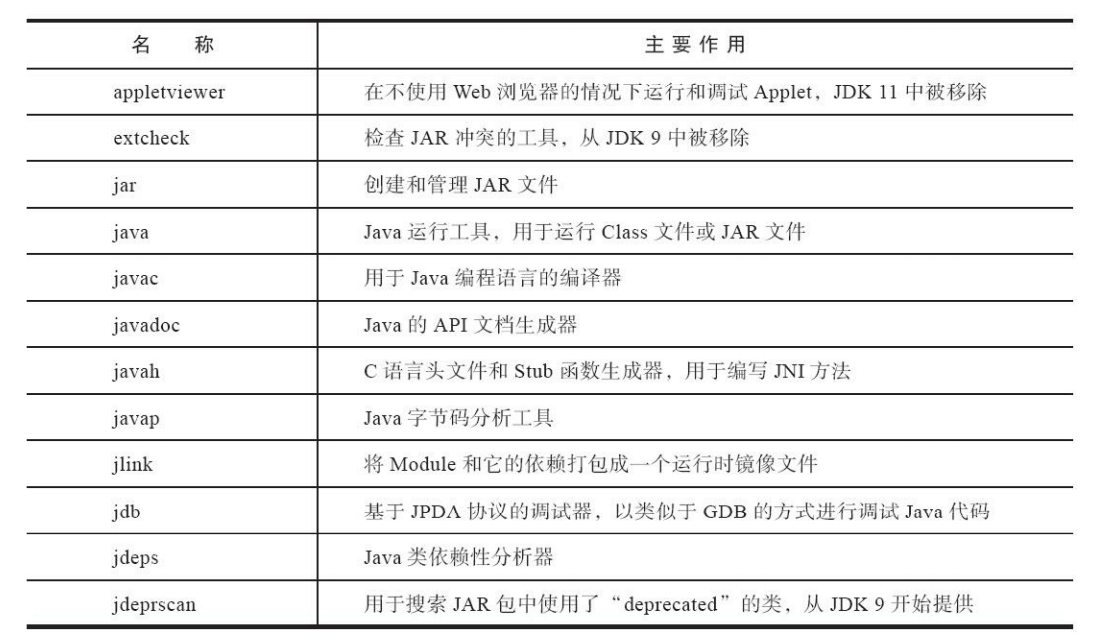 名 称 主要作用
appletviewer 在不使用 Web 浏览器的情况下运行和调试 Applet，JDK 11 中被移除
extcheck 检查 JAR 冲突的工具，从 JDK 9 中被移除
jar 创建和管理 JAR 文件
java Java 运行工具，用于运行 Class 文件或 JAR 文件
javac 用于 Java 编程语言的编译器
javadoc Java 的 API 文档生成器
javah C 语言头文件和 Stub 函数生成器，用于编写 JNI 方法
javap Java 字节码分析工具
jlink 将 Module 和它的依赖打包成一个运行时镜像文件
jdb 基于 JPDA 协议的调试器，以类似于 GDB 的方式进行调试 Java 代码
jdeps Java 类依赖性分析器
jdeprscan 用于搜索 JAR 包中使用了“deprecated”的类，从 JDK 9 开始提供